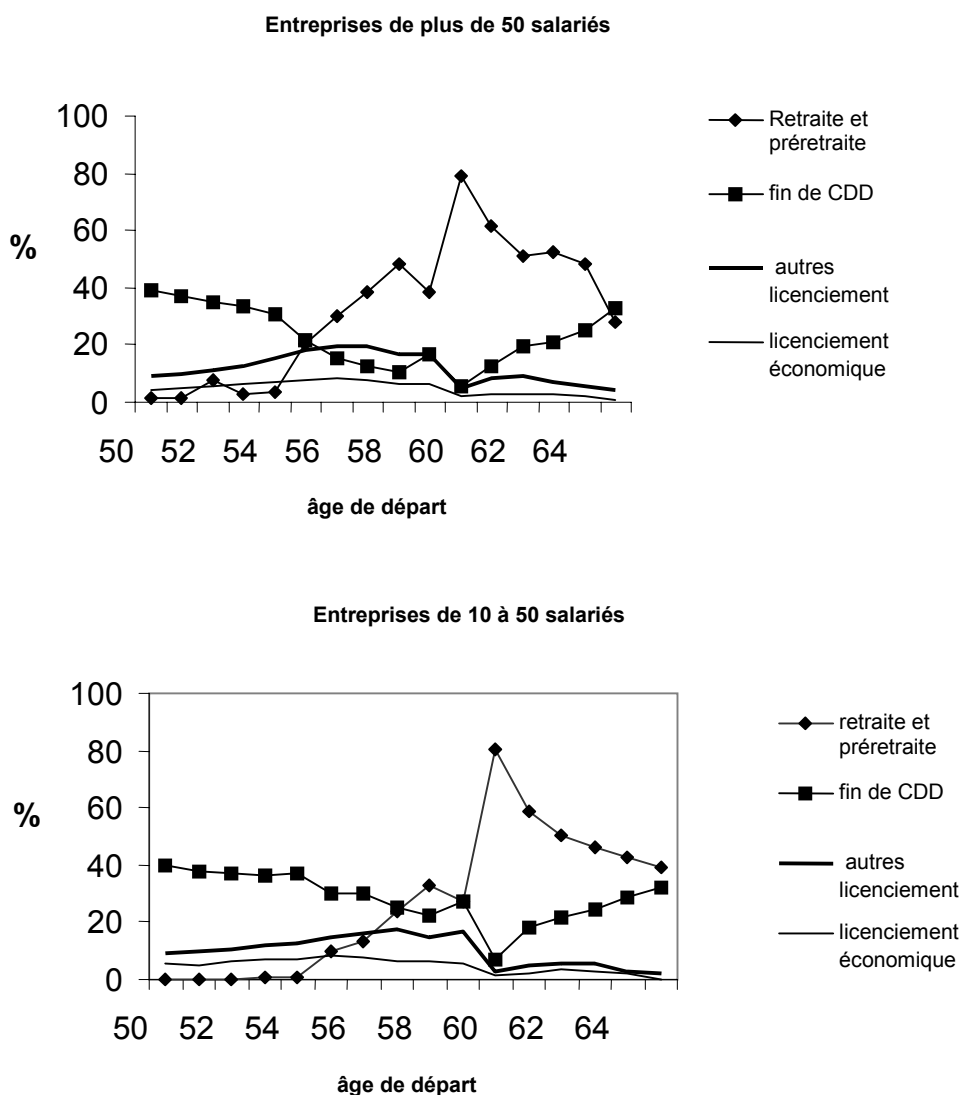 Entreprises de plus de 50 salariés
100
80
60
40
20
0
%
50 52 54 56 58 60 62 64
âge de départ
Retraite et
préretraite
fin de CDD
autres
licenciement
licenciement
économique
Entreprises de 10 à 50 salariés
100
80
60
40
20
0
%
50 52 54 56 58 60 62 64
âge de départ
retraite et
préretraite
fin de CDD
autres
licenciement
licenciement
économique